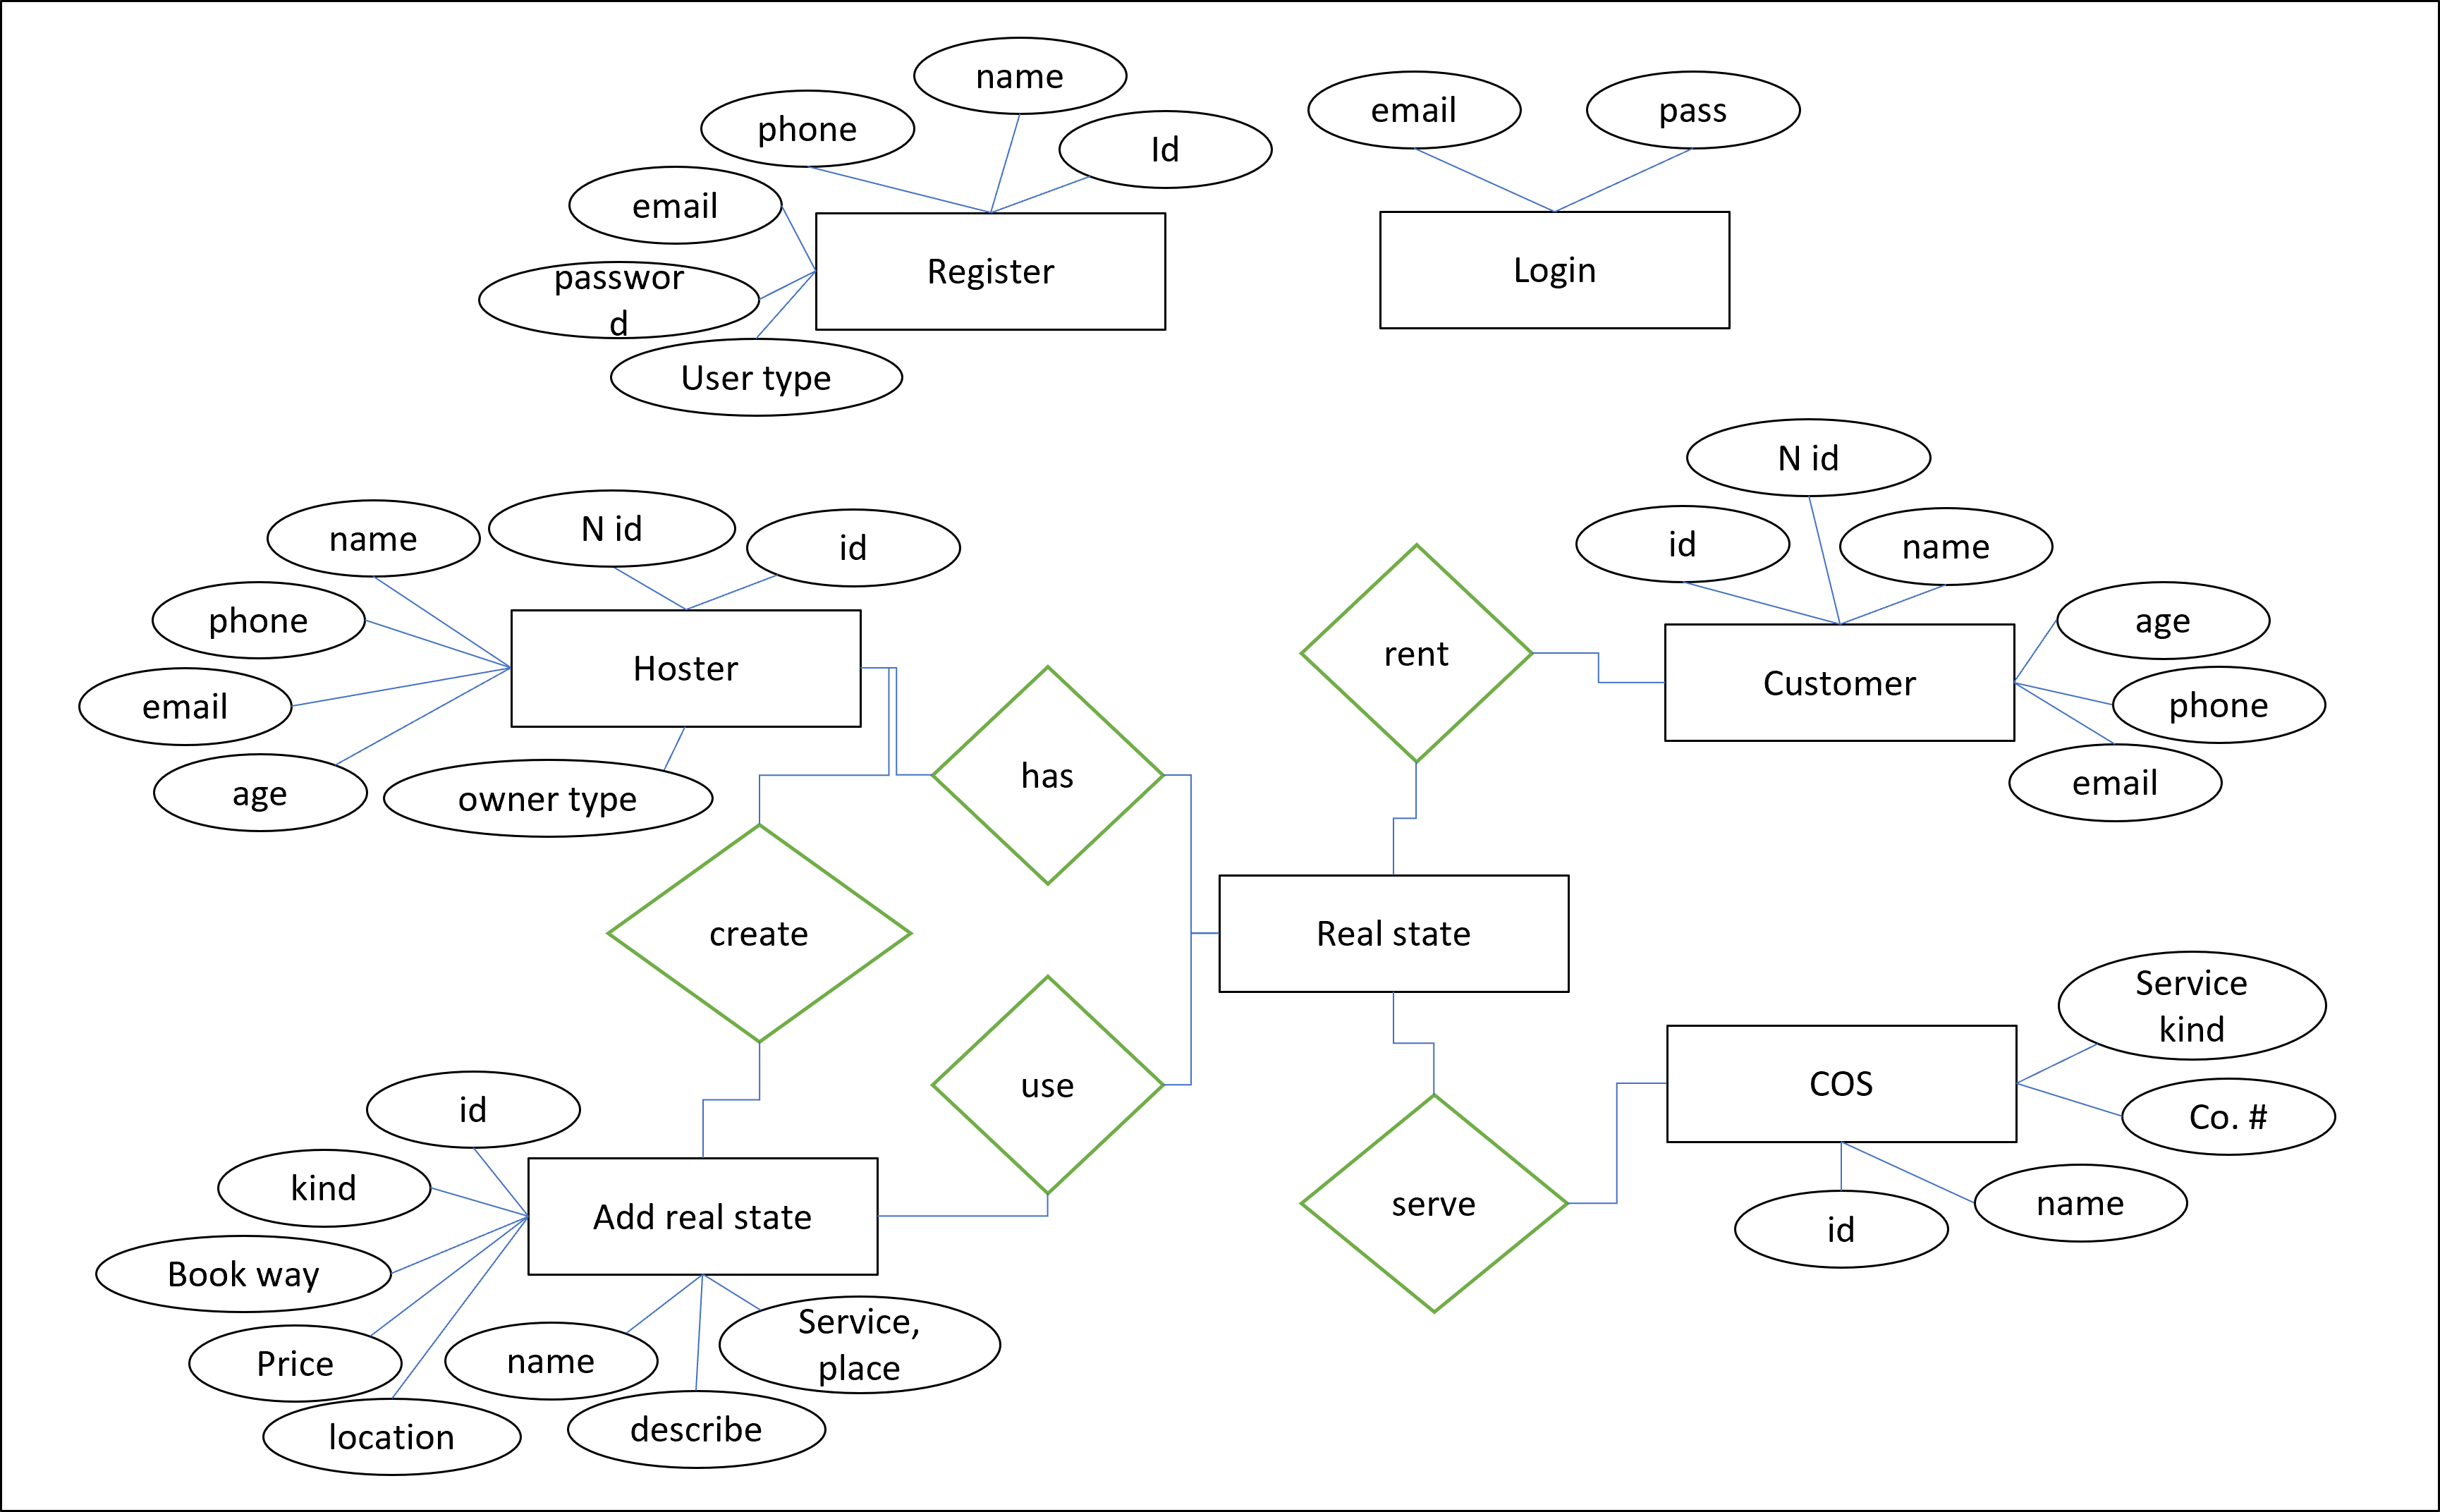 name
phone
Id
email
pass
email
Register
Login
passwor
d
User type
N id
name
N id
id
id
name
phone
Hoster
rent
Customer
age
email
phone
age
owner type
has
email
create
Real state
Service
kind
id
use
COS
Co. #
kind
Add real state
serve
name
id
Book way
Price
name
Service,
place
location
describe